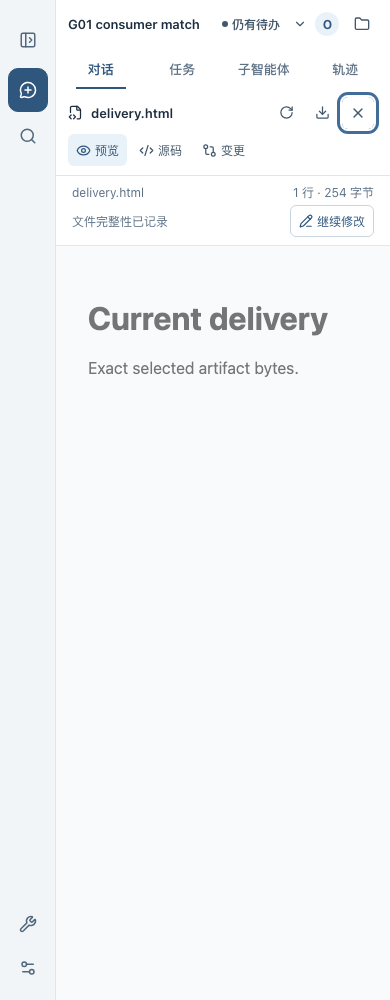 G01 consumer match
仍有待办
O
对话
任务
子智能体
轨迹
delivery.html
预览
源码
变更
delivery.html
1 行 · 254 字节
文件完整性已记录
继续修改
Current delivery
Exact selected artifact bytes.